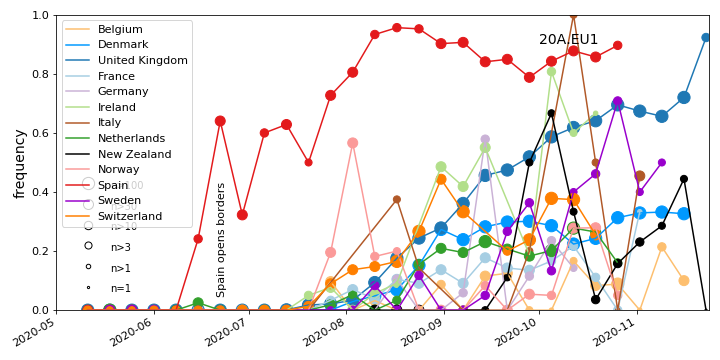 20A.EU1
1.0
0.8
0.6
0.4
0.2
0.0
frequency
Belgium
Denmark
United Kingdom
France
Germany
Ireland
Italy
Netherlands
New Zealand
Norway
Spain
Sweden
Switzerland
n>10
n>3
n>1
n=1
Spain opens borders
2020-05
2020-06
2020-07
2020-08
2020-09
2020-10
2020-11